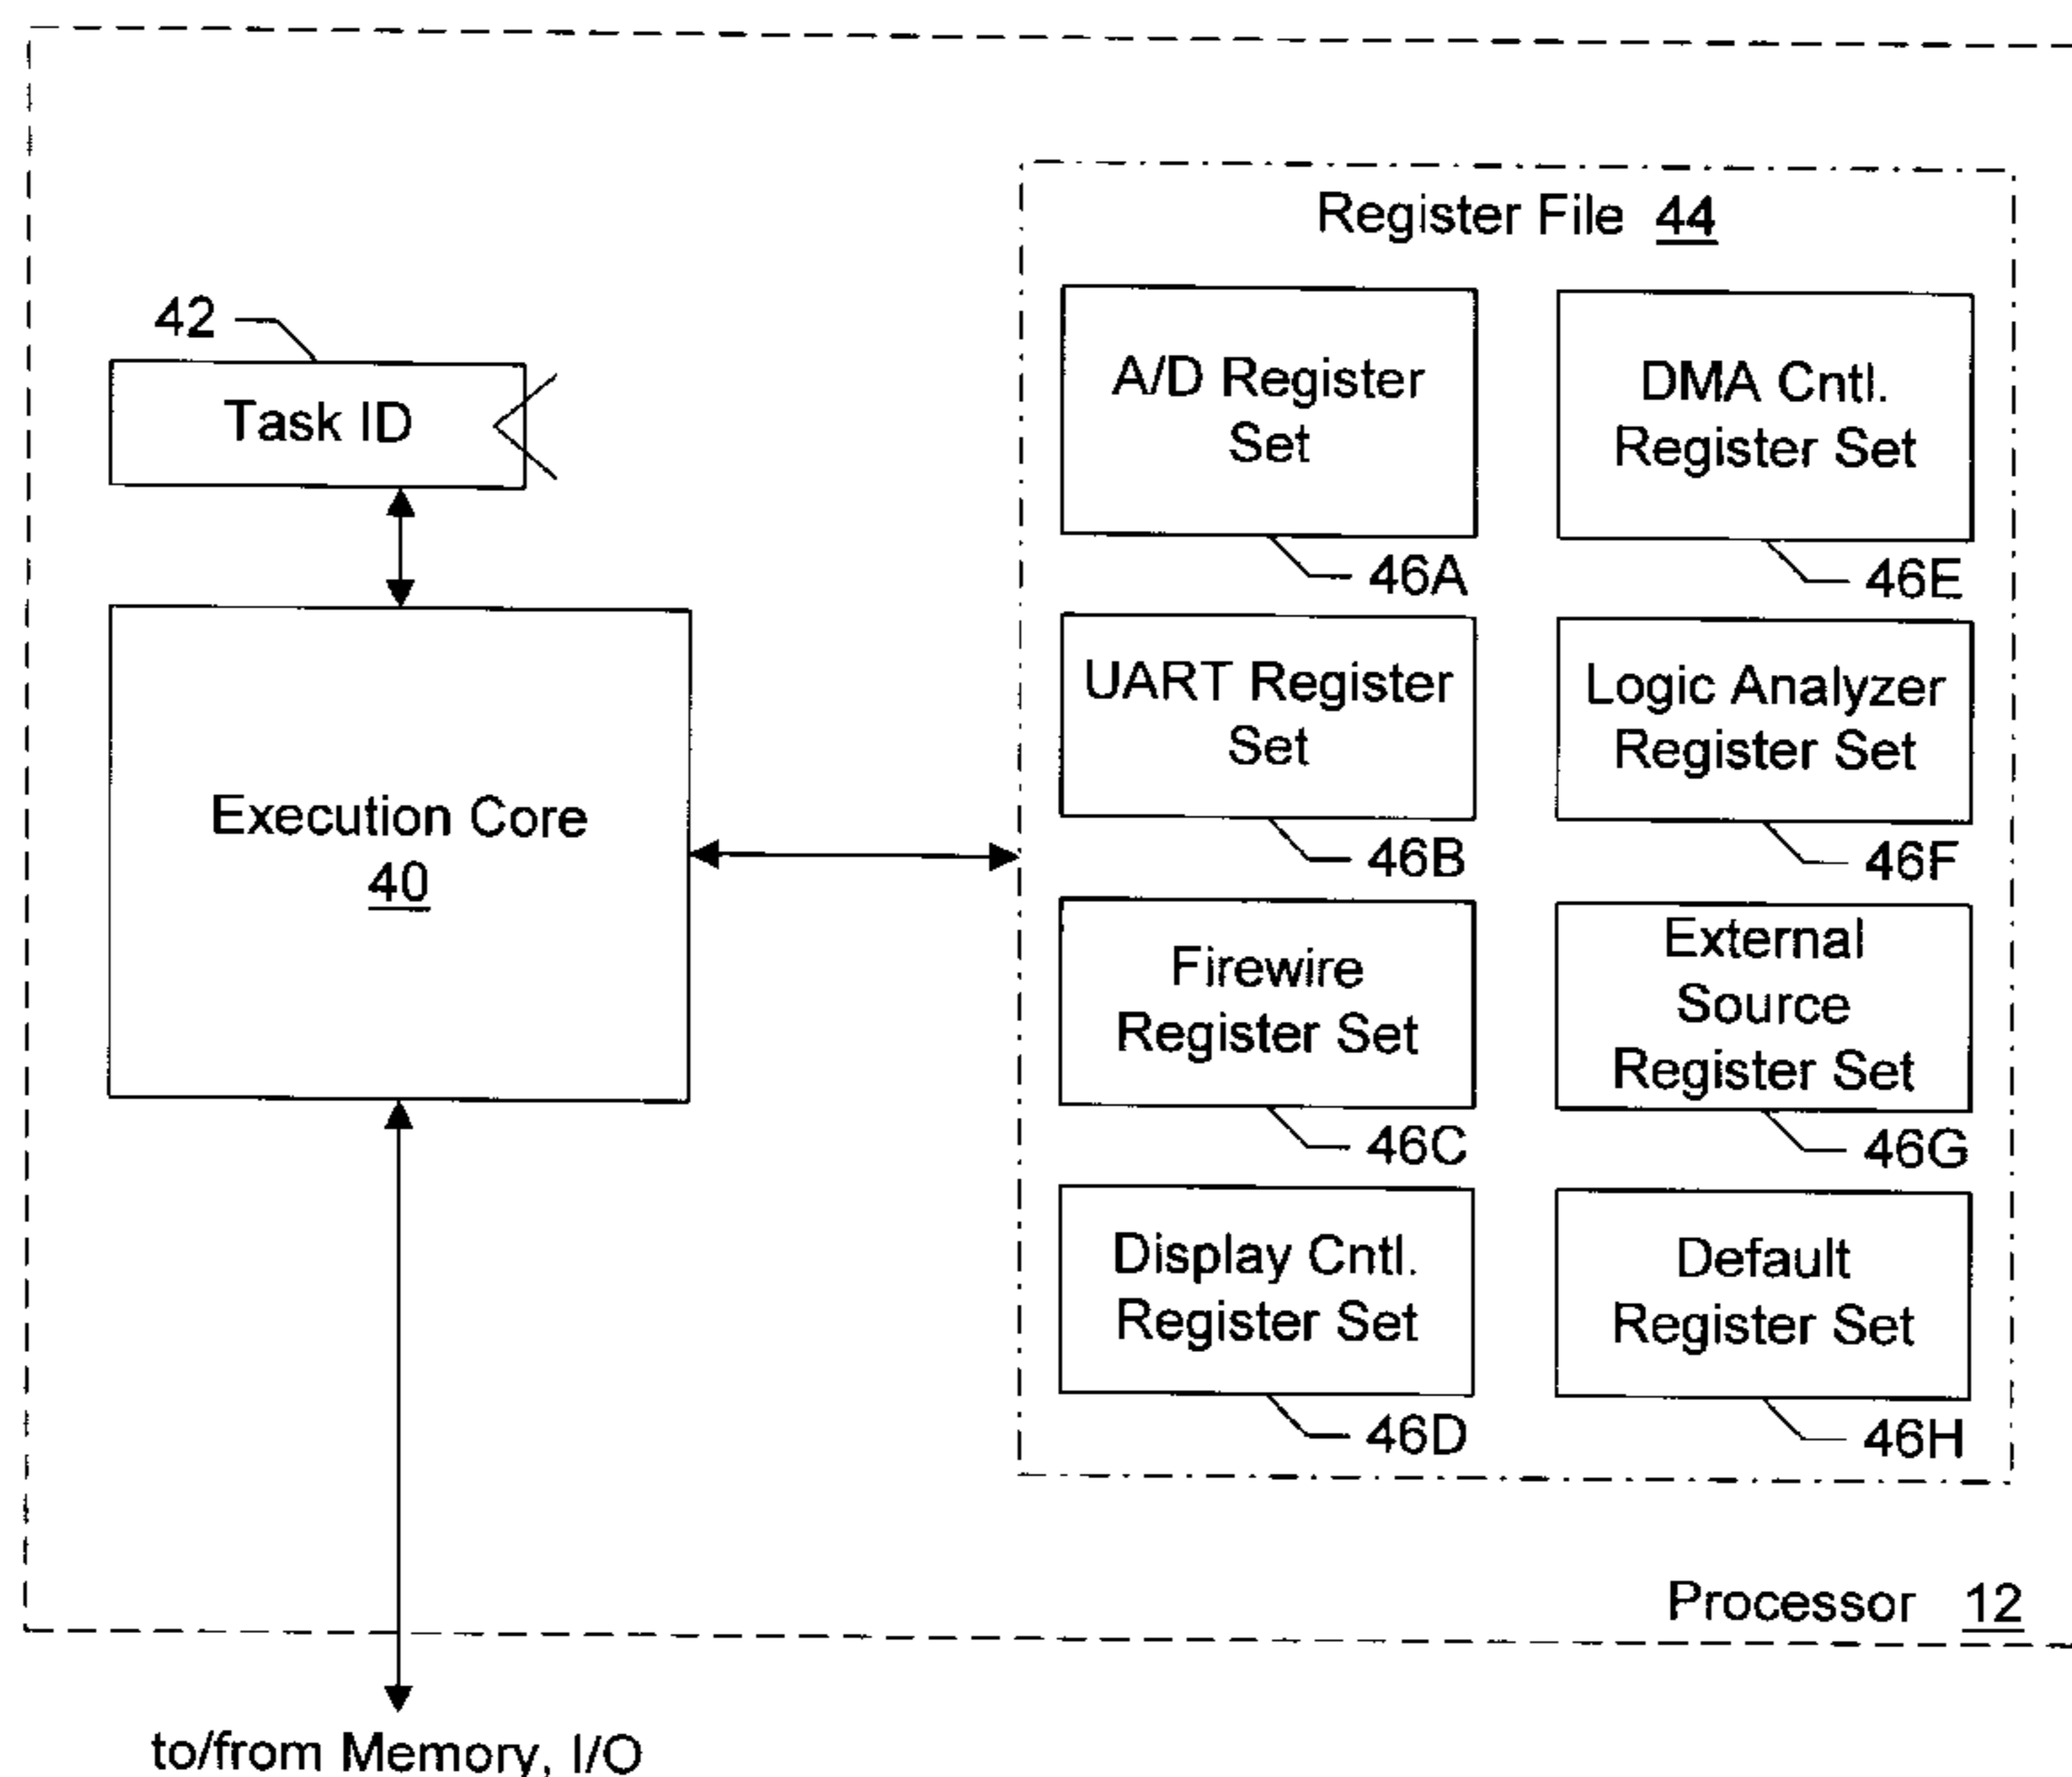 Register File 44
42
Task ID
A/D Register
Set
46A
DMA Cntl.
Register Set
46E
UART Register
Set
46B
Logic Analyzer
Register Set
46F
Execution Core
40
Firewire
Register Set
46C
External
Source
Register Set
46G
Display Cntl.
Register Set
46D
Default
Register Set
46H
Processor 12
to/from Memory, I/O